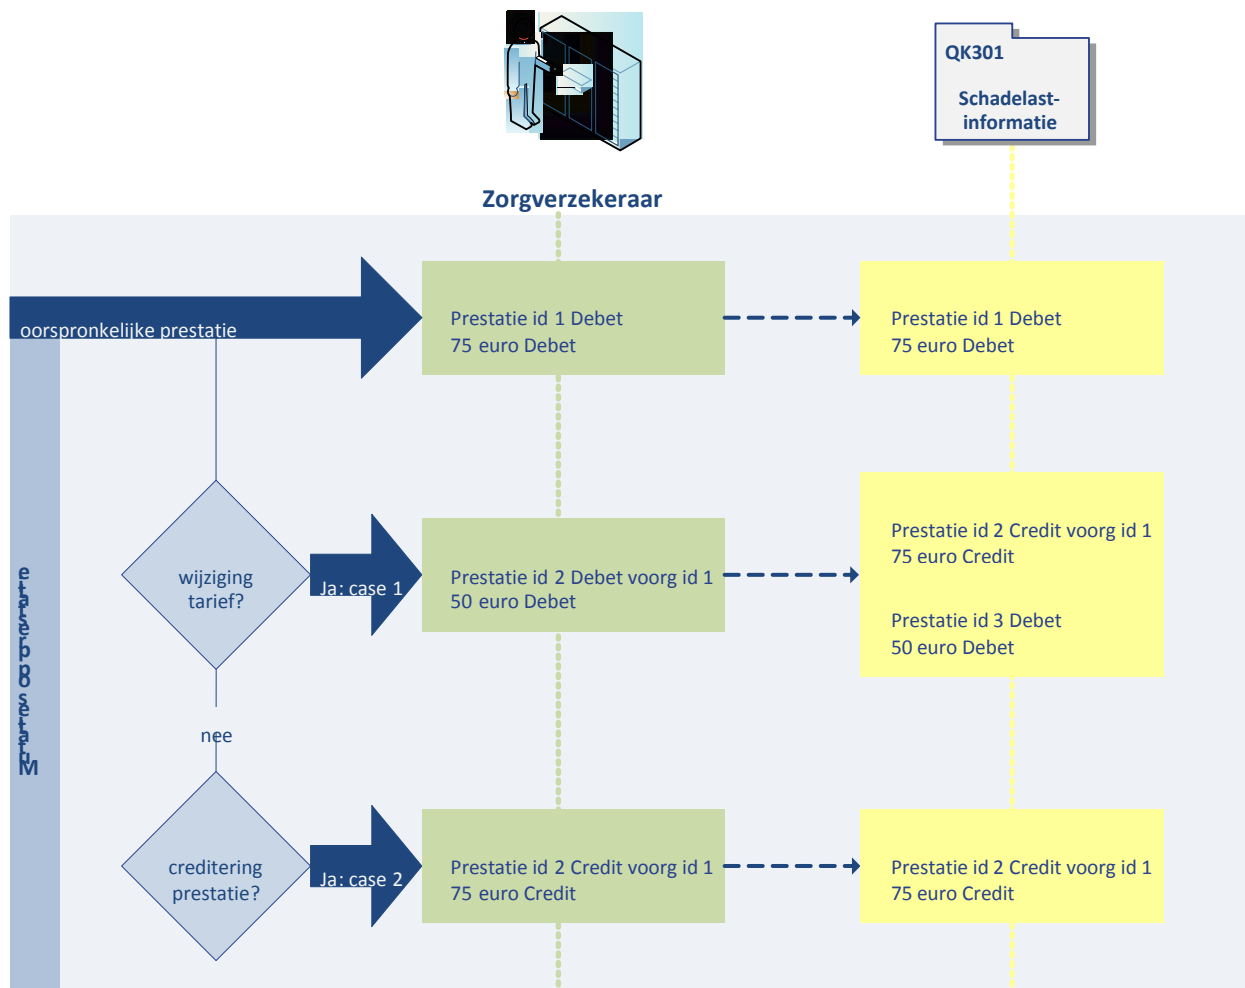 QK301
Schadelast-
informatie
Zorgverzekeraar
oorspronkelijke prestatie
Prestatie id 1 Debet
75 euro Debet
Prestatie id 1 Debet
75 euro Debet
wijziging
tarief?
Ja: case 1
Prestatie id 2 Debet voorg id 1
50 euro Debet
Prestatie id 2 Credit voorg id 1
75 euro Credit
Prestatie id 3 Debet
50 euro Debet
nee
creditering
prestatie?
Ja: case 2
Prestatie id 2 Credit voorg id 1
75 euro Credit
Prestatie id 2 Credit voorg id 1
75 euro Credit